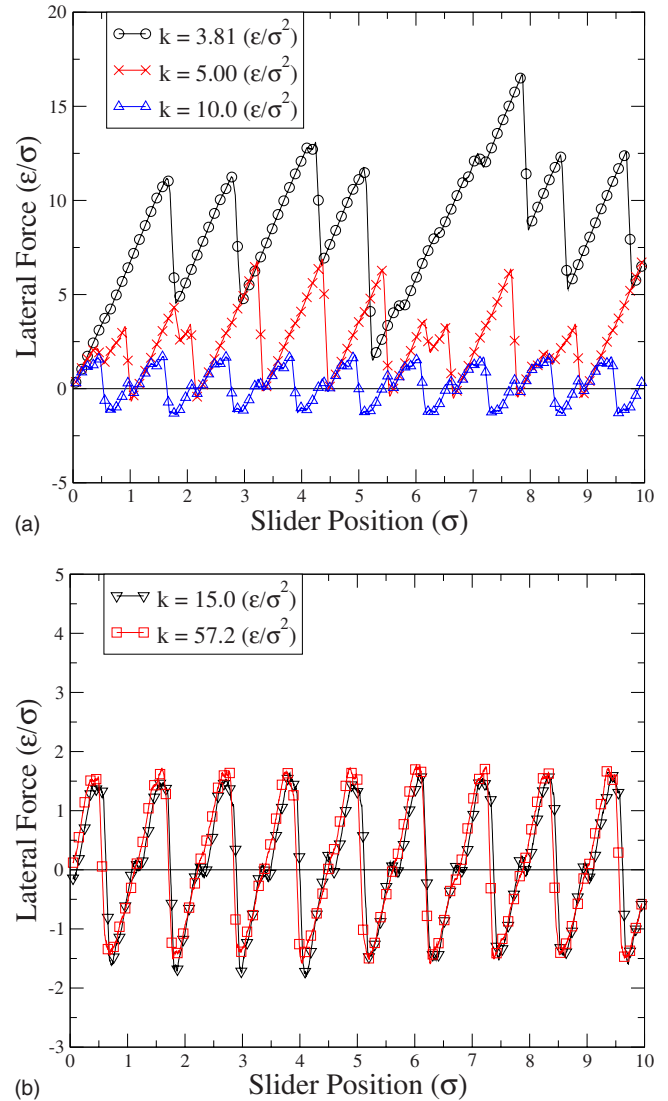 20
15
10
5
0
-5
Lateral Force (ε/σ)
k = 3.81 (ε/σ²)
k = 5.00 (ε/σ²)
k = 10.0 (ε/σ²)
0 1 2 3 4 5 6 7 8 9 10
Slider Position (σ)
(a)
5
4
3
2
1
0
-1
-2
-3
Lateral Force (ε/σ)
k = 15.0 (ε/σ²)
k = 57.2 (ε/σ²)
0 1 2 3 4 5 6 7 8 9 10
Slider Position (σ)
(b)